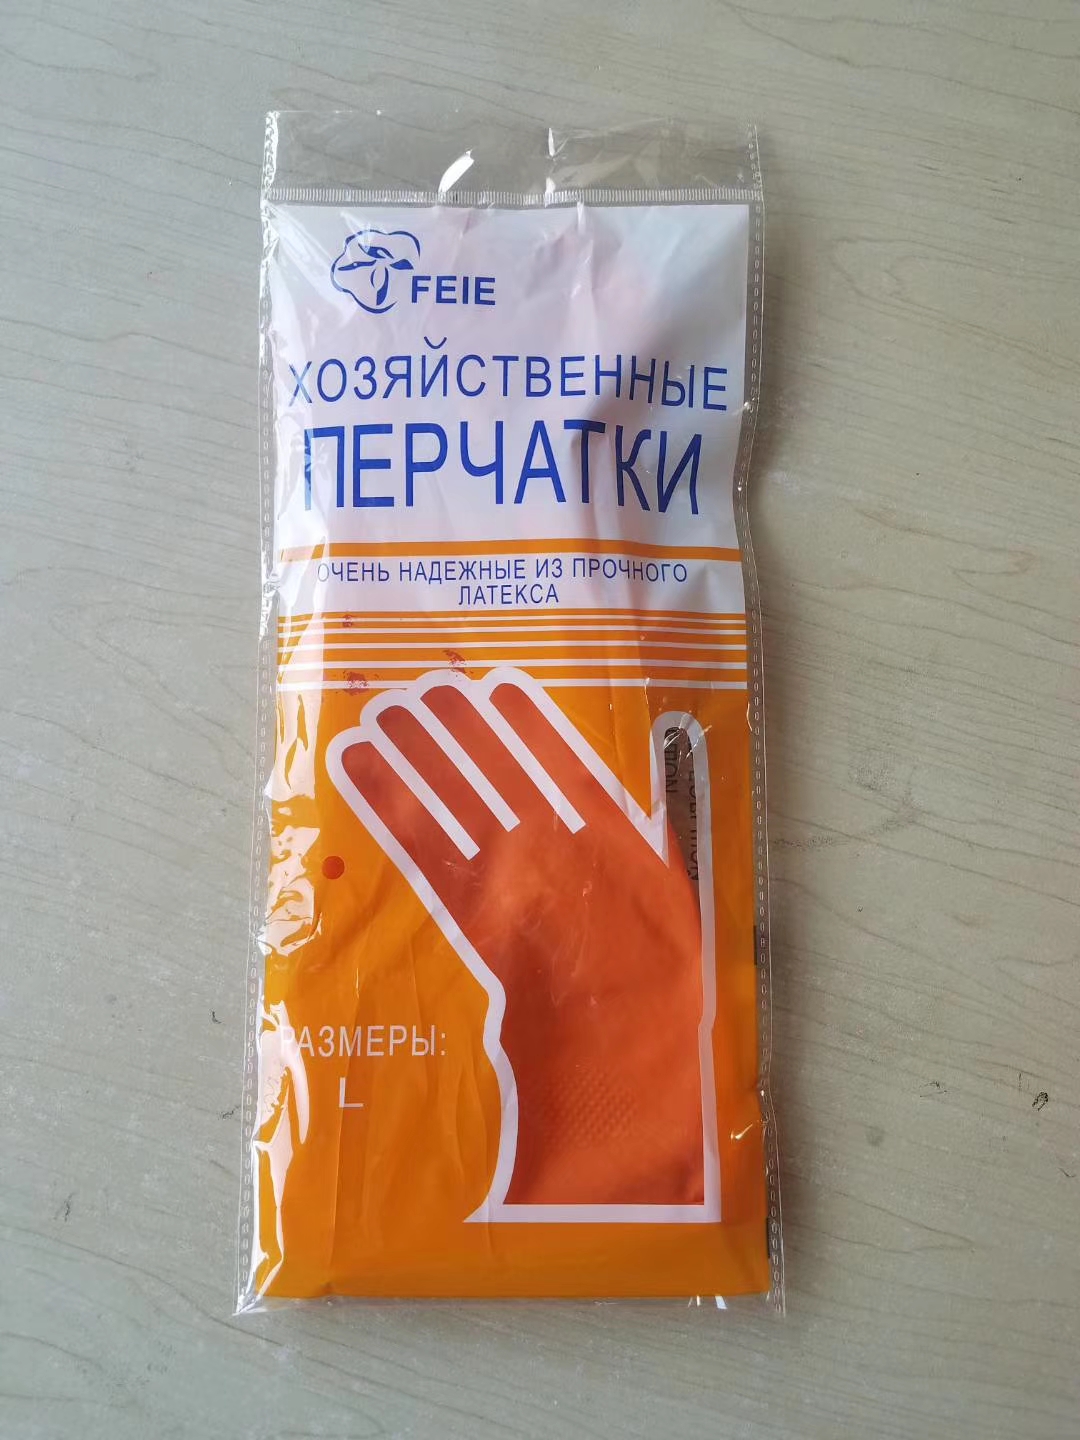 FEIE
ХОЗЯЙСТВЕННЫЕ
ПЕРЧАТКИ
ОЧЕНЬ НАДЕЖНЫЕ ИЗ ПРОЧНОГО
ЛАТЕКСА
РАЗМЕРЫ:
L